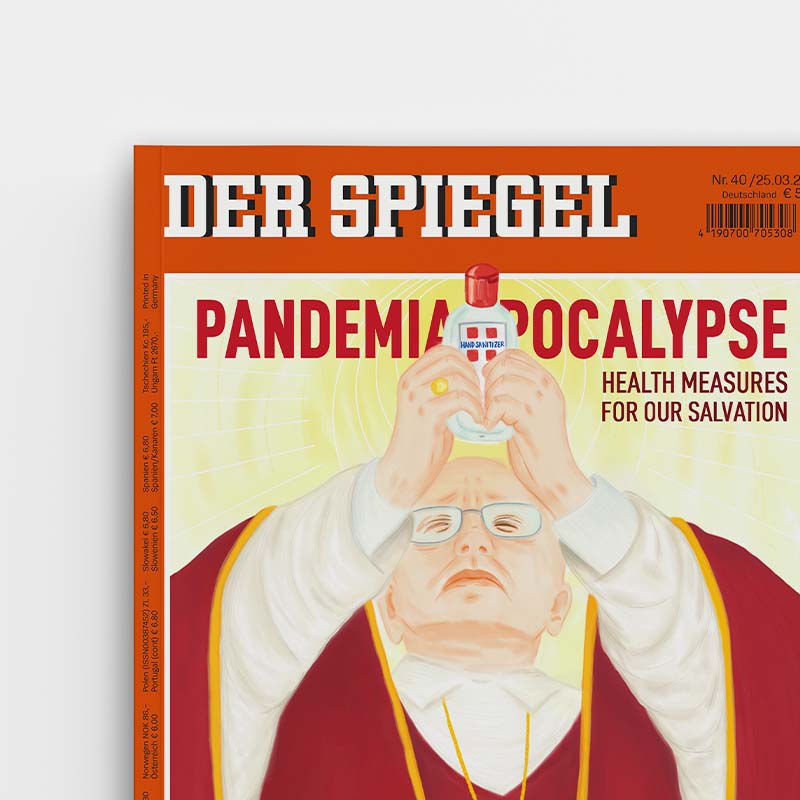 DER SPIEGEL
Nr. 40 /25.03.2
Deutschland € 5
4 190700 705308
PANDEMIA POCALYPSE
HAND SANITIZER
HEALTH MEASURES
FOR OUR SALVATION
Printed in
Germany
Tschechien Kc 195,-
Ungarn Ft 2670,-
Spanien € 6,80
Spanien/Kanaren € 7,00
Slowakei € 6,80
Slowenien € 6,50
Polen (ISSN00387452) ZL 33,-
Portugal (cont) € 6,80
Norwegen NOK 86,-
Österreich € 6,00